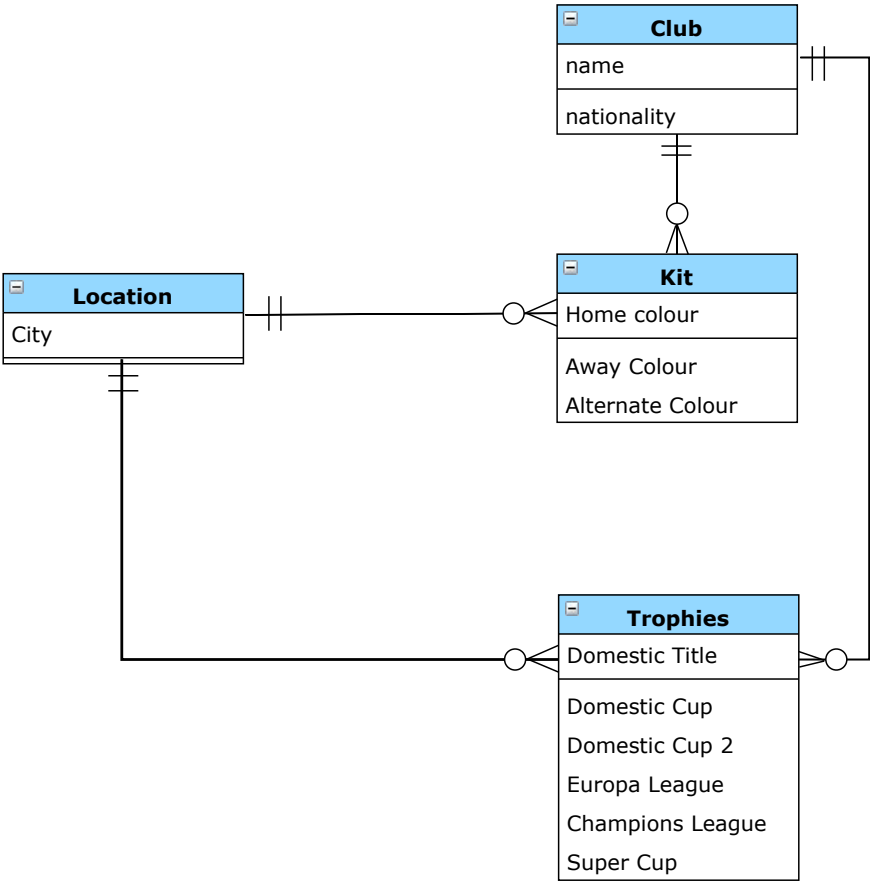 Club
name
nationality
Location
City
Kit
Home colour
Away Colour
Alternate Colour
Trophies
Domestic Title
Domestic Cup
Domestic Cup 2
Europa League
Champions League
Super Cup